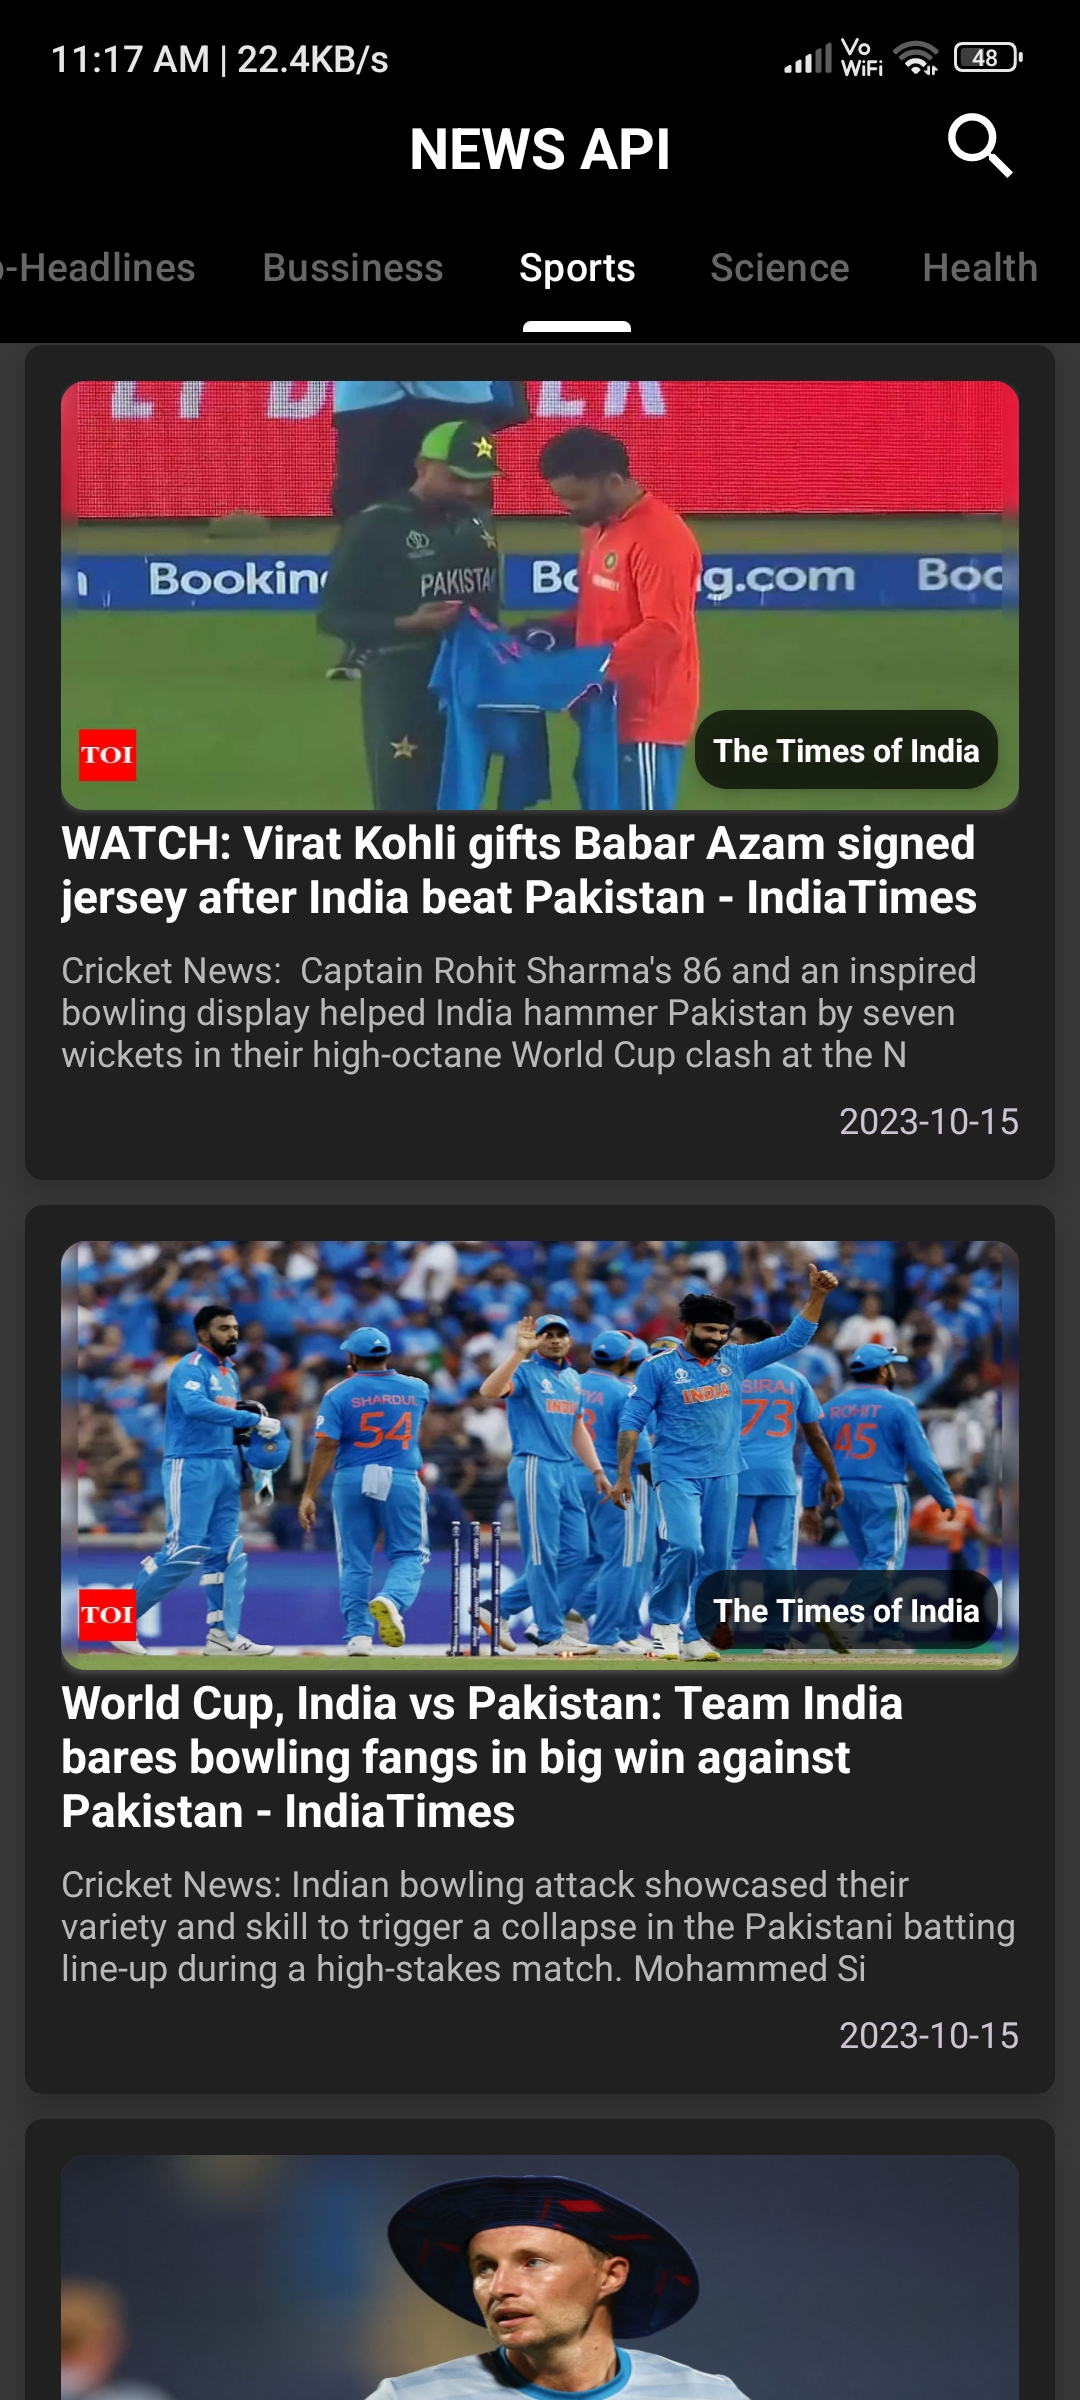 11:17 AM | 22.4KB/s
Vo
WiFi
48
NEWS API
-Headlines
Bussiness
Sports
Science
Health
PAKISTA
The Times of India
TOI
WATCH: Virat Kohli gifts Babar Azam signed
jersey after India beat Pakistan - IndiaTimes
Cricket News:  Captain Rohit Sharma's 86 and an inspired
bowling display helped India hammer Pakistan by seven
wickets in their high-octane World Cup clash at the N
2023-10-15
SHARDUL
54
INDIA
SIRAJ
73
ROHIT
45
The Times of India
TOI
World Cup, India vs Pakistan: Team India
bares bowling fangs in big win against
Pakistan - IndiaTimes
Cricket News: Indian bowling attack showcased their
variety and skill to trigger a collapse in the Pakistani batting
line-up during a high-stakes match. Mohammed Si
2023-10-15